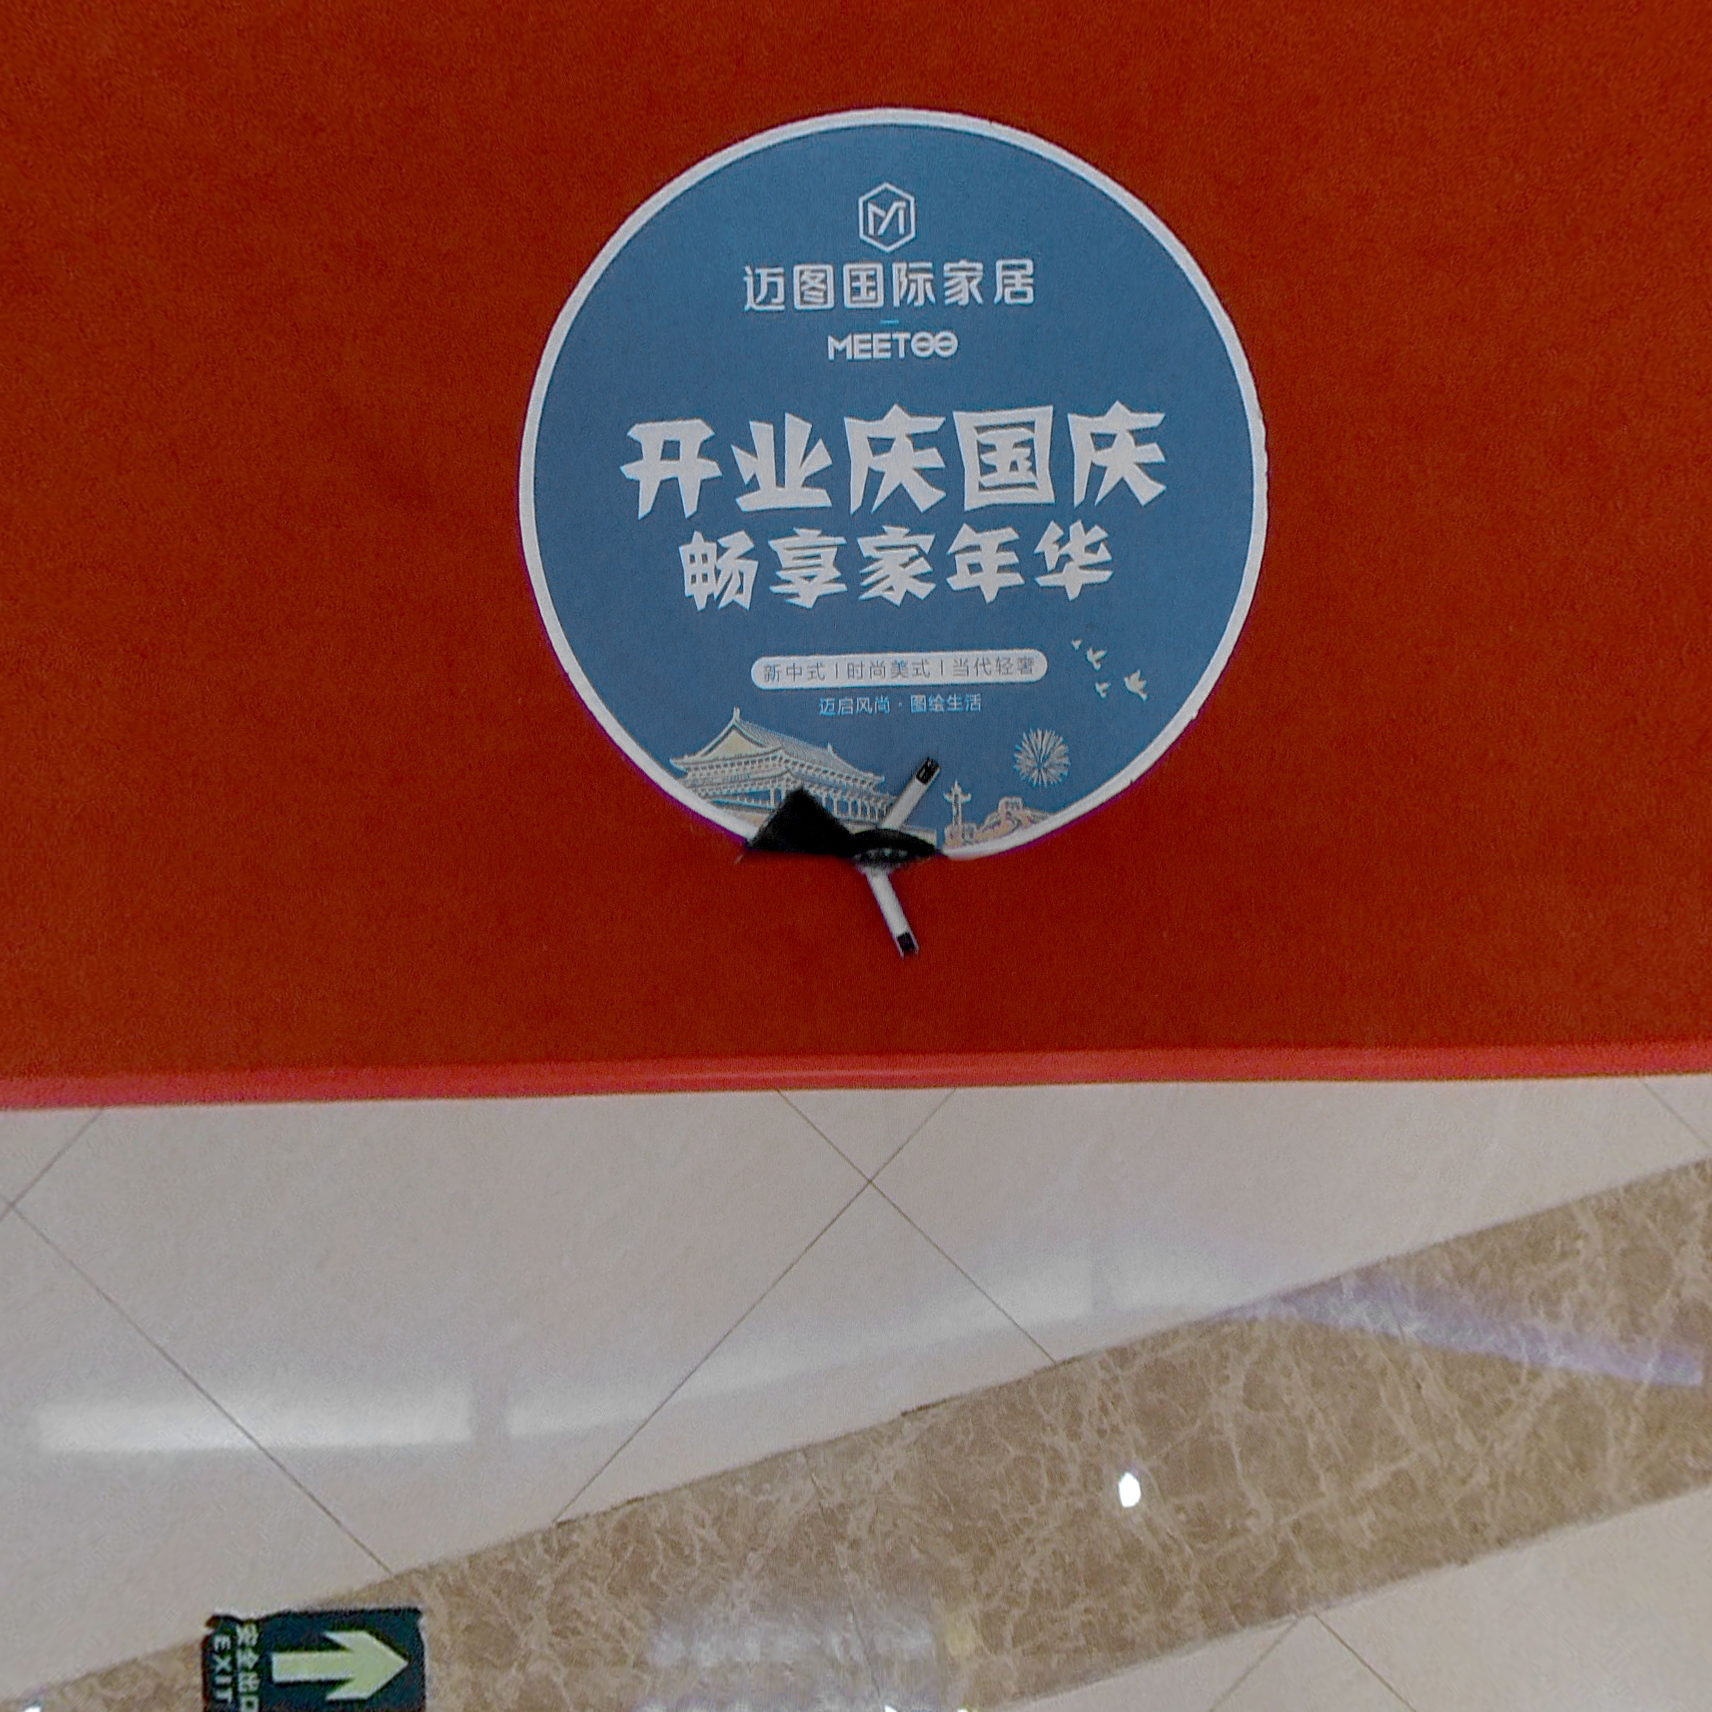 迈图国际家居
MEETOO
开业庆国庆
畅享家年华
新中式 | 时尚美式 | 当代轻奢
迈启风尚 · 图绘生活
安全出口
EXIT